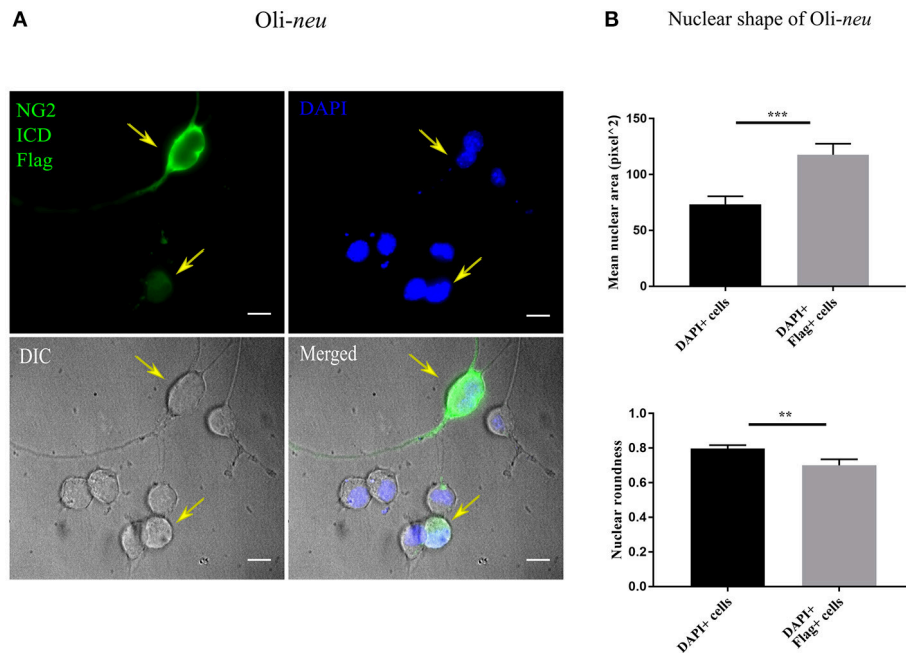 A
Oli-neu
NG2
ICD
Flag
DAPI
DIC
Merged
B
Nuclear shape of Oli-neu
Mean nuclear area (pixel^2)
150
100
50
0
***
DAPI+ cells
DAPI+
Flag+ cells
Nuclear roundness
1.0
0.8
0.6
0.4
0.2
0.0
**
DAPI+ cells
DAPI+
Flag+ cells